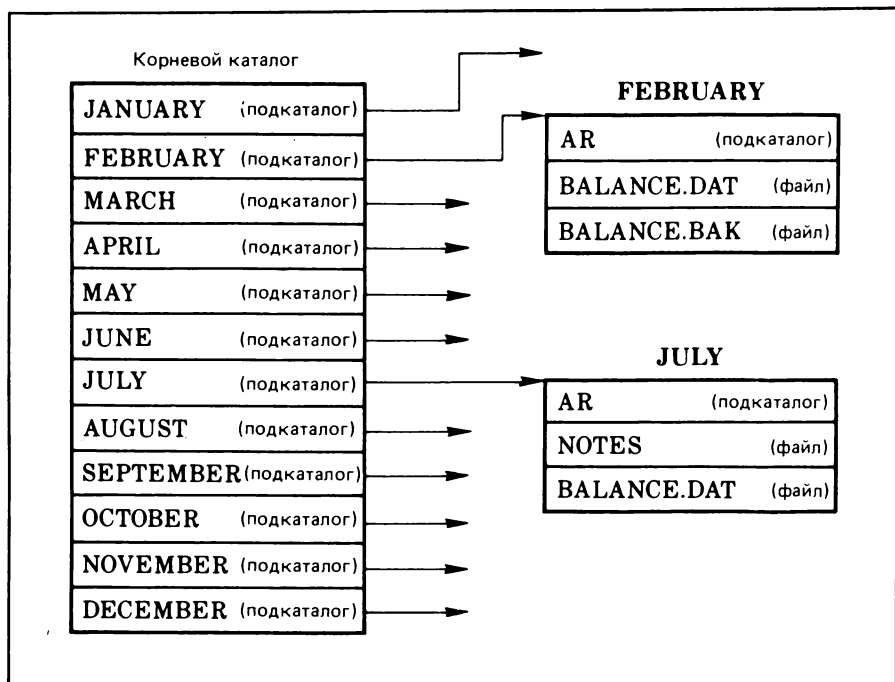 Корневой каталог
JANUARY (подкаталог)
FEBRUARY (подкаталог)
MARCH (подкаталог)
APRIL (подкаталог)
MAY (подкаталог)
JUNE (подкаталог)
JULY (подкаталог)
AUGUST (подкаталог)
SEPTEMBER (подкаталог)
OCTOBER (подкаталог)
NOVEMBER (подкаталог)
DECEMBER (подкаталог)
FEBRUARY
AR (подкаталог)
BALANCE.DAT (файл)
BALANCE.BAK (файл)
JULY
AR (подкаталог)
NOTES (файл)
BALANCE.DAT (файл)